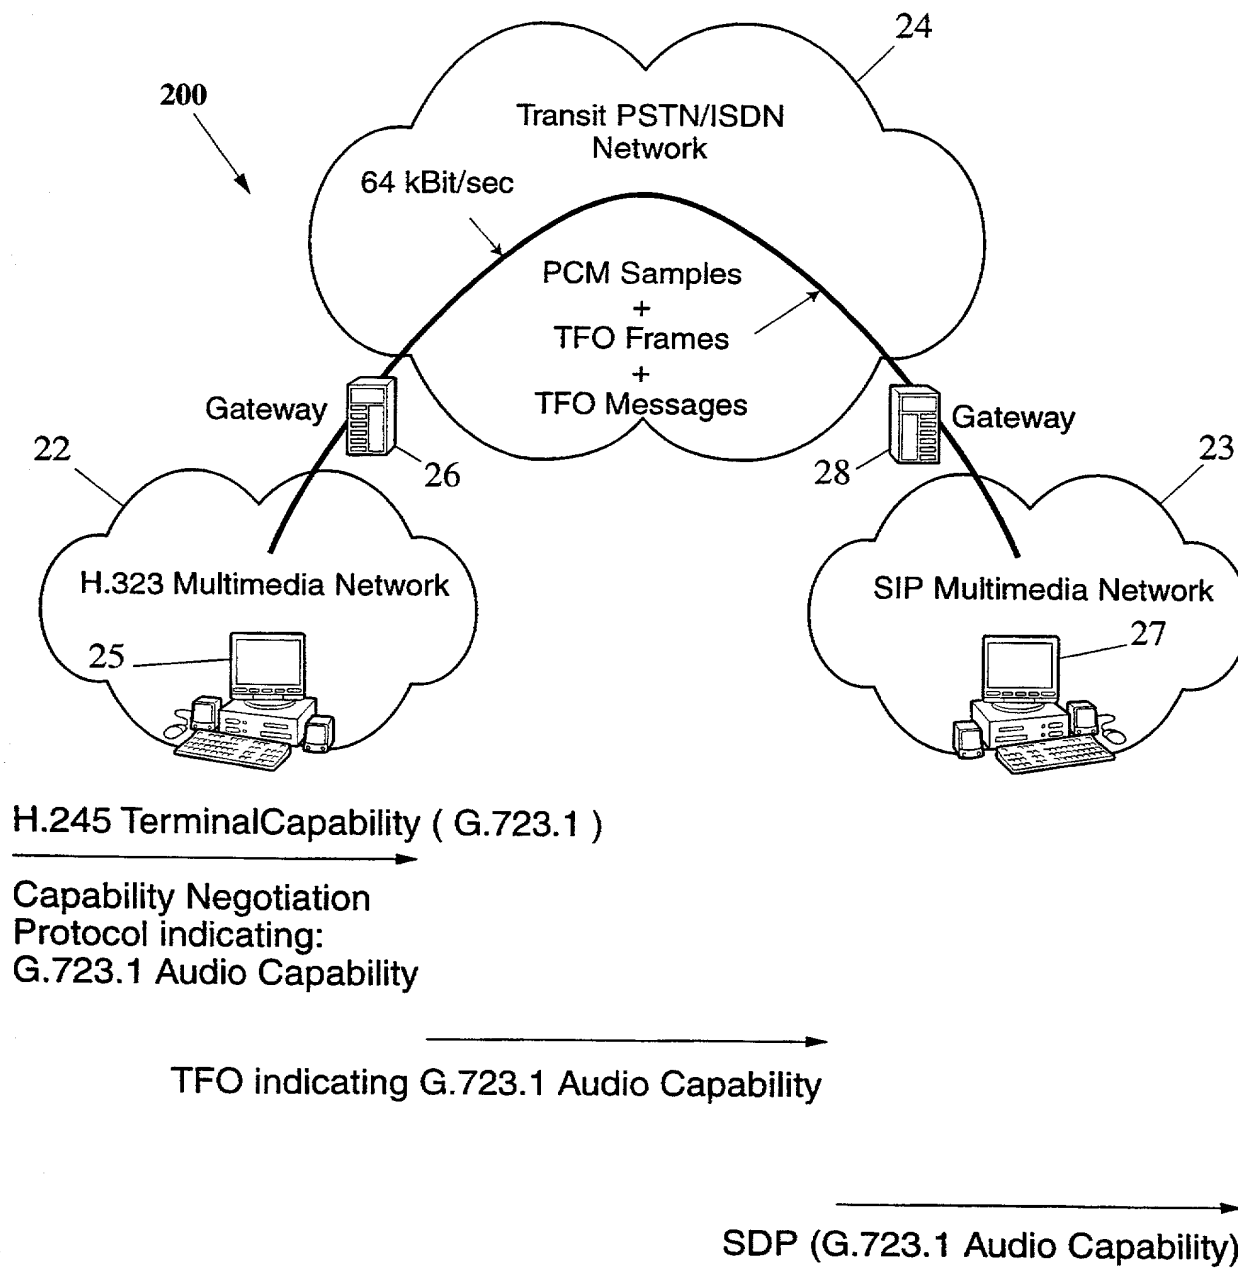 24
200
Transit PSTN/ISDN
Network
64 kBit/sec
PCM Samples
+
TFO Frames
+
TFO Messages
Gateway
Gateway
22
26
28
23
H.323 Multimedia Network
SIP Multimedia Network
25
27
H.245 TerminalCapability ( G.723.1 )
Capability Negotiation
Protocol indicating:
G.723.1 Audio Capability
TFO indicating G.723.1 Audio Capability
SDP (G.723.1 Audio Capability)